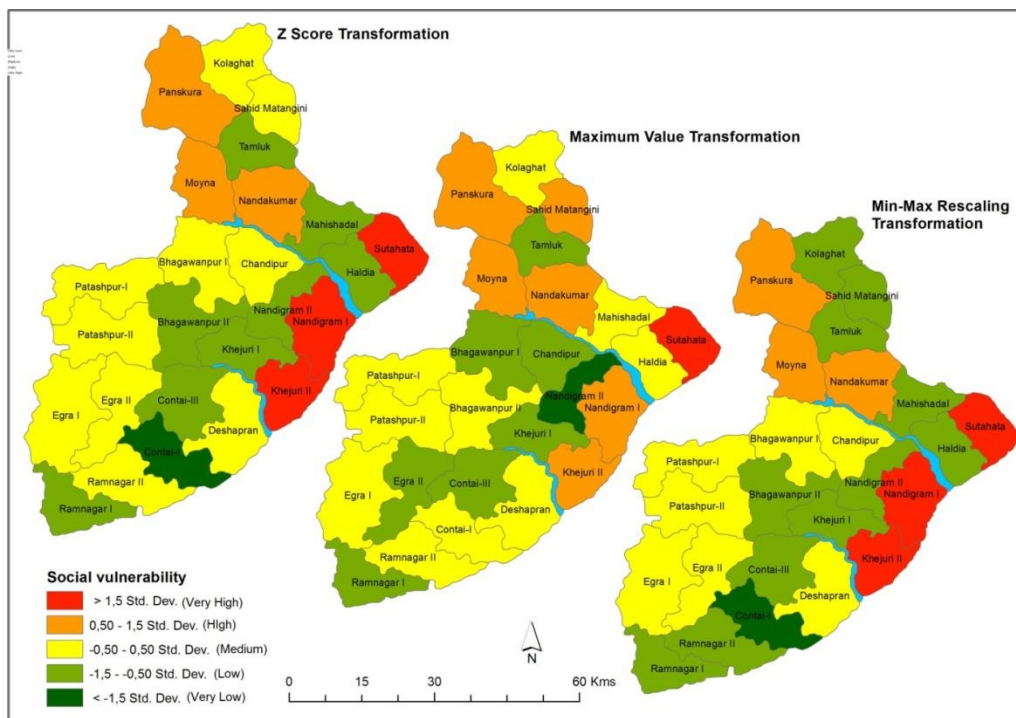 Z Score Transformation
Kolaghat
Panskura
Sahid Matangini
Tamluk
Moyna
Nandakumar
Mahishadal
Sutahata
Haldia
Bhagawanpur I
Chandipur
Patashpur-I
Nandigram II
Nandigram I
Bhagawanpur II
Patashpur-II
Khejuri I
Khejuri II
Egra II
Contai-III
Egra I
Deshapran
Contai-I
Ramnagar II
Ramnagar I
Maximum Value Transformation
Kolaghat
Panskura
Sahid Matangini
Tamluk
Moyna
Nandakumar
Mahishadal
Sutahata
Haldia
Bhagawanpur I
Chandipur
Patashpur-I
Nandigram II
Nandigram I
Bhagawanpur II
Patashpur-II
Khejuri I
Khejuri II
Egra II
Contai-III
Egra I
Deshapran
Contai-I
Ramnagar II
Ramnagar I
Min-Max Rescaling
Transformation
Kolaghat
Panskura
Sahid Matangini
Tamluk
Moyna
Nandakumar
Mahishadal
Sutahata
Haldia
Bhagawanpur I
Chandipur
Patashpur-I
Nandigram II
Nandigram I
Bhagawanpur II
Patashpur-II
Khejuri I
Khejuri II
Contai-III
Egra II
Egra I
Deshapran
Contai-I
Ramnagar II
Ramnagar I
Social vulnerability
> 1,5 Std. Dev. (Very High)
0,50 - 1,5 Std. Dev. (HIgh)
-0,50 - 0,50 Std. Dev. (Medium)
-1,5 - -0,50 Std. Dev. (Low)
< -1,5 Std. Dev. (Very Low)
N
0 15 30 60 Kms